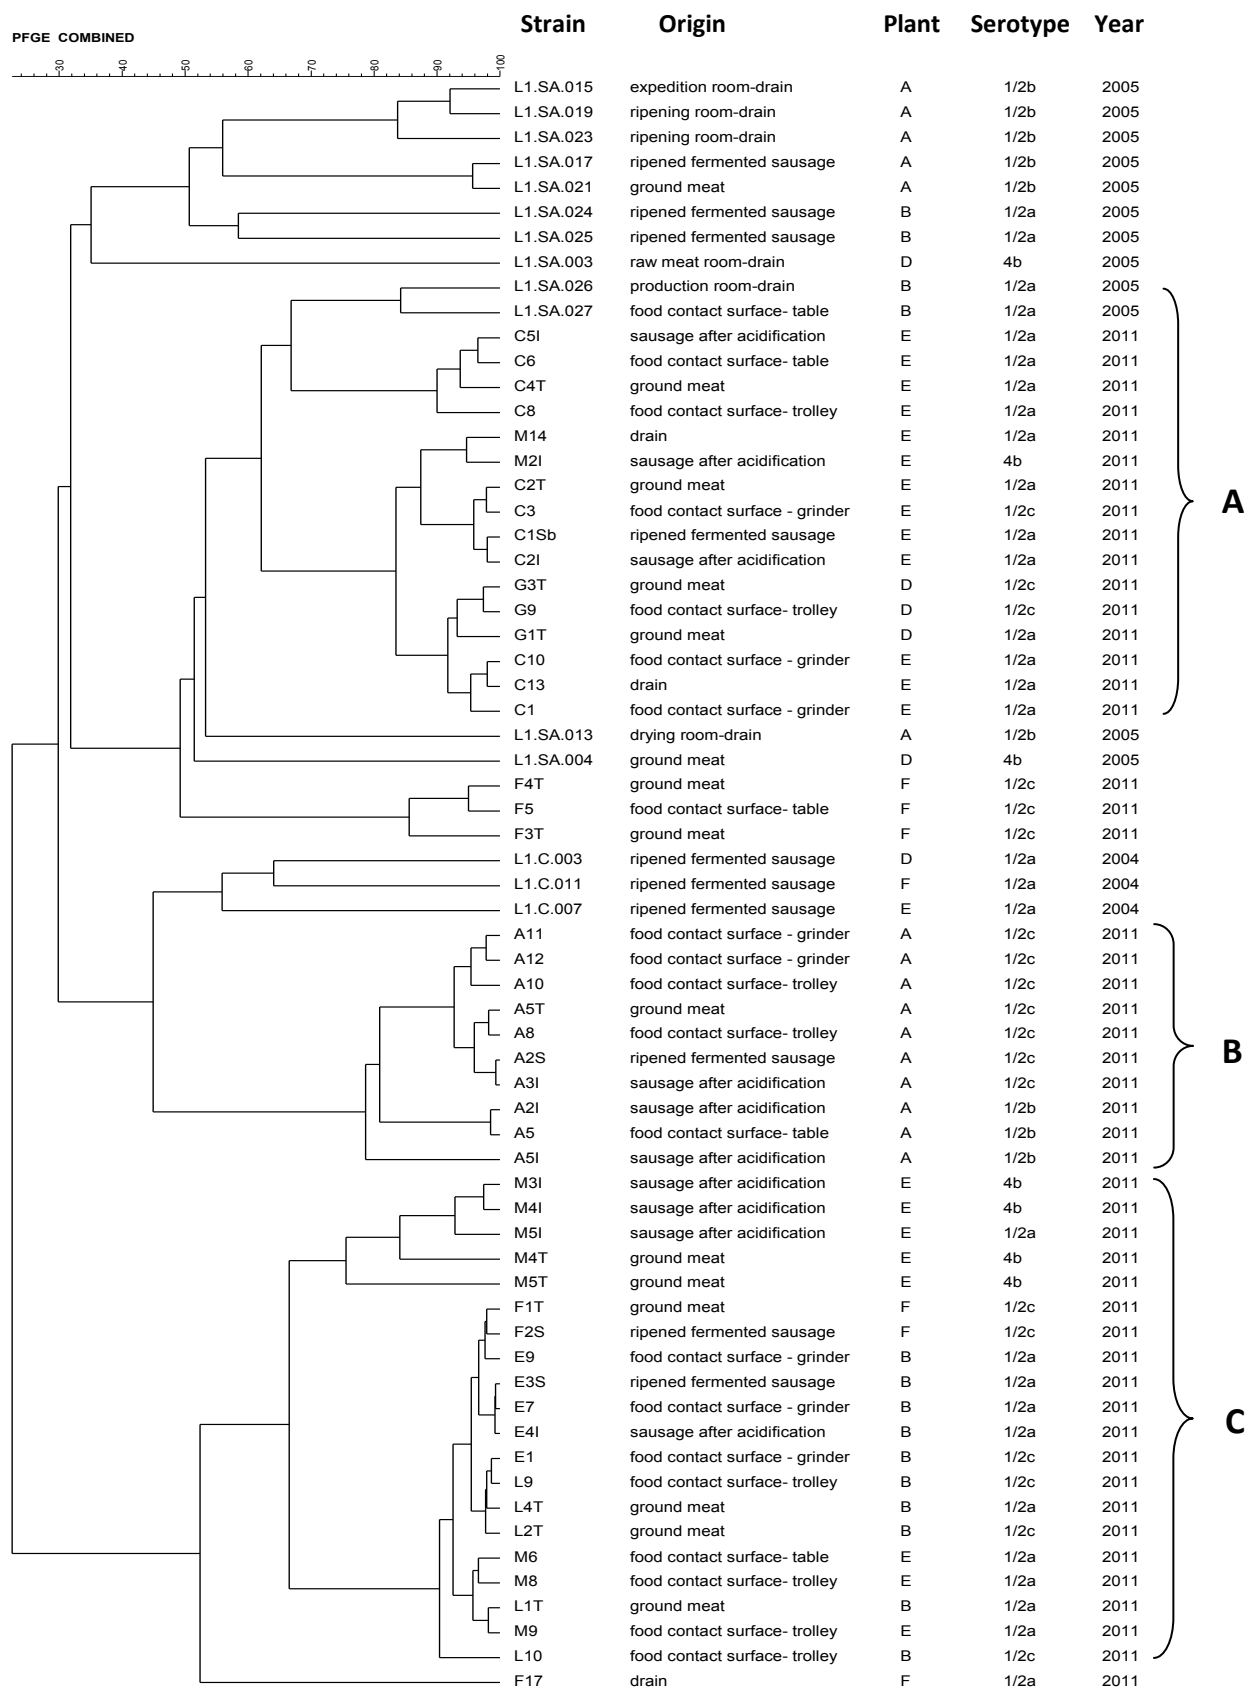 Strain Origin Plant Serotype Year
PFGE COMBINED
30 40 50 60 70 80 90 100
L1.SA.015 expedition room-drain A 1/2b 2005
L1.SA.019 ripening room-drain A 1/2b 2005
L1.SA.023 ripening room-drain A 1/2b 2005
L1.SA.017 ripened fermented sausage A 1/2b 2005
L1.SA.021 ground meat A 1/2b 2005
L1.SA.024 ripened fermented sausage B 1/2a 2005
L1.SA.025 ripened fermented sausage B 1/2a 2005
L1.SA.003 raw meat room-drain D 4b 2005
L1.SA.026 production room-drain B 1/2a 2005
L1.SA.027 food contact surface- table B 1/2a 2005
C5I sausage after acidification E 1/2a 2011
C6 food contact surface- table E 1/2a 2011
C4T ground meat E 1/2a 2011
C8 food contact surface- trolley E 1/2a 2011
M14 drain E 1/2a 2011
M2I sausage after acidification E 4b 2011
C2T ground meat E 1/2a 2011
A
C3 food contact surface - grinder E 1/2c 2011
C1Sb ripened fermented sausage E 1/2a 2011
C2I sausage after acidification E 1/2a 2011
G3T ground meat D 1/2c 2011
G9 food contact surface- trolley D 1/2c 2011
G1T ground meat D 1/2a 2011
C10 food contact surface - grinder E 1/2a 2011
C13 drain E 1/2a 2011
C1 food contact surface - grinder E 1/2a 2011
L1.SA.013 drying room-drain A 1/2b 2005
L1.SA.004 ground meat D 4b 2005
F4T ground meat F 1/2c 2011
F5 food contact surface- table F 1/2c 2011
F3T ground meat F 1/2c 2011
L1.C.003 ripened fermented sausage D 1/2a 2004
L1.C.011 ripened fermented sausage F 1/2a 2004
L1.C.007 ripened fermented sausage E 1/2a 2004
A11 food contact surface - grinder A 1/2c 2011
A12 food contact surface - grinder A 1/2c 2011
A10 food contact surface- trolley A 1/2c 2011
A5T ground meat A 1/2c 2011
A8 food contact surface- trolley A 1/2c 2011
B
A2S ripened fermented sausage A 1/2c 2011
A3I sausage after acidification A 1/2c 2011
A2I sausage after acidification A 1/2b 2011
A5 food contact surface- table A 1/2b 2011
A5I sausage after acidification A 1/2b 2011
M3I sausage after acidification E 4b 2011
M4I sausage after acidification E 4b 2011
M5I sausage after acidification E 1/2a 2011
M4T ground meat E 4b 2011
M5T ground meat E 4b 2011
F1T ground meat F 1/2c 2011
F2S ripened fermented sausage F 1/2c 2011
E9 food contact surface - grinder B 1/2a 2011
E3S ripened fermented sausage B 1/2a 2011
E7 food contact surface - grinder B 1/2a 2011
C
E4I sausage after acidification B 1/2a 2011
E1 food contact surface - grinder B 1/2c 2011
L9 food contact surface- trolley B 1/2c 2011
L4T ground meat B 1/2a 2011
L2T ground meat B 1/2c 2011
M6 food contact surface- table E 1/2a 2011
M8 food contact surface- trolley E 1/2a 2011
L1T ground meat B 1/2a 2011
M9 food contact surface- trolley E 1/2a 2011
L10 food contact surface- trolley B 1/2c 2011
F17 drain F 1/2a 2011